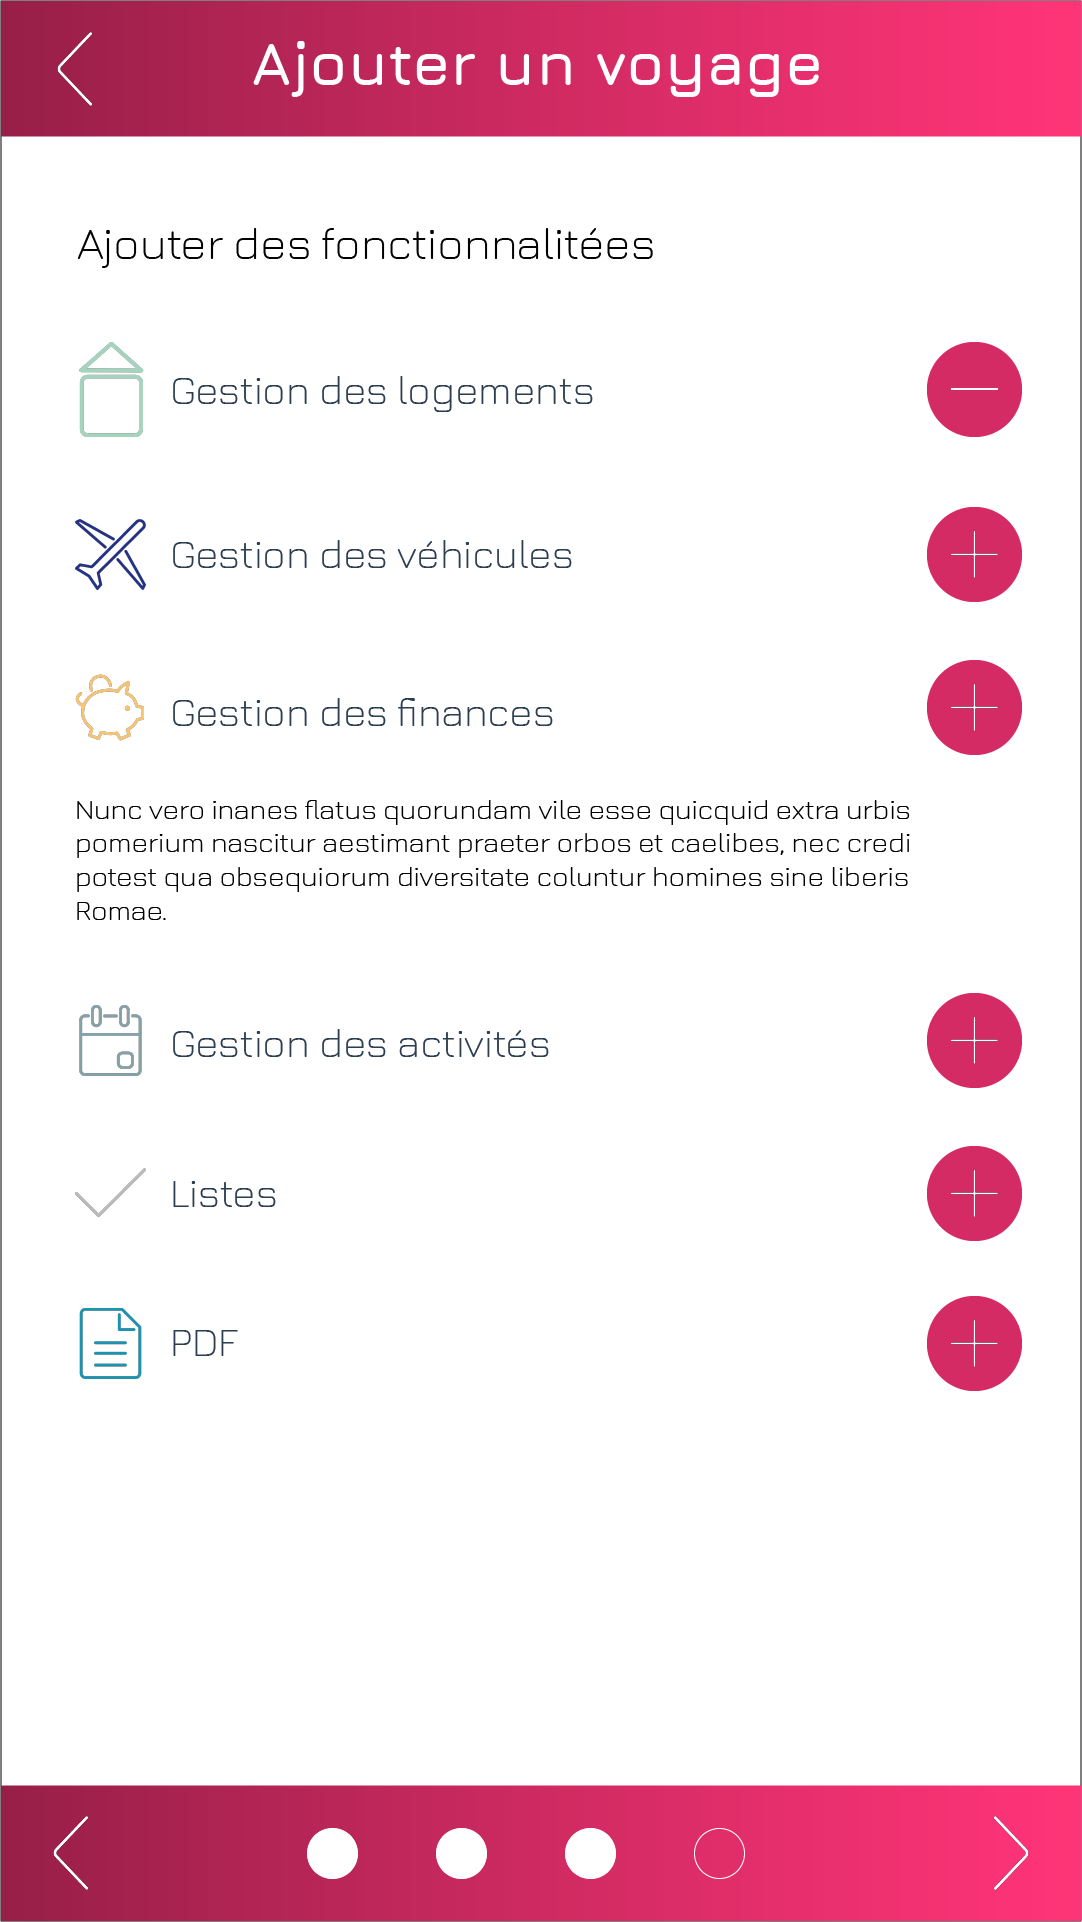 Ajouter un voyage
Ajouter des fonctionnalitées
Gestion des logements
Gestion des véhicules
Gestion des finances
Nunc vero inanes flatus quorundam vile esse quicquid extra urbis
pomerium nascitur aestimant praeter orbos et caelibes, nec credi
potest qua obsequiorum diversitate coluntur homines sine liberis
Romae.
Gestion des activités
Listes
PDF